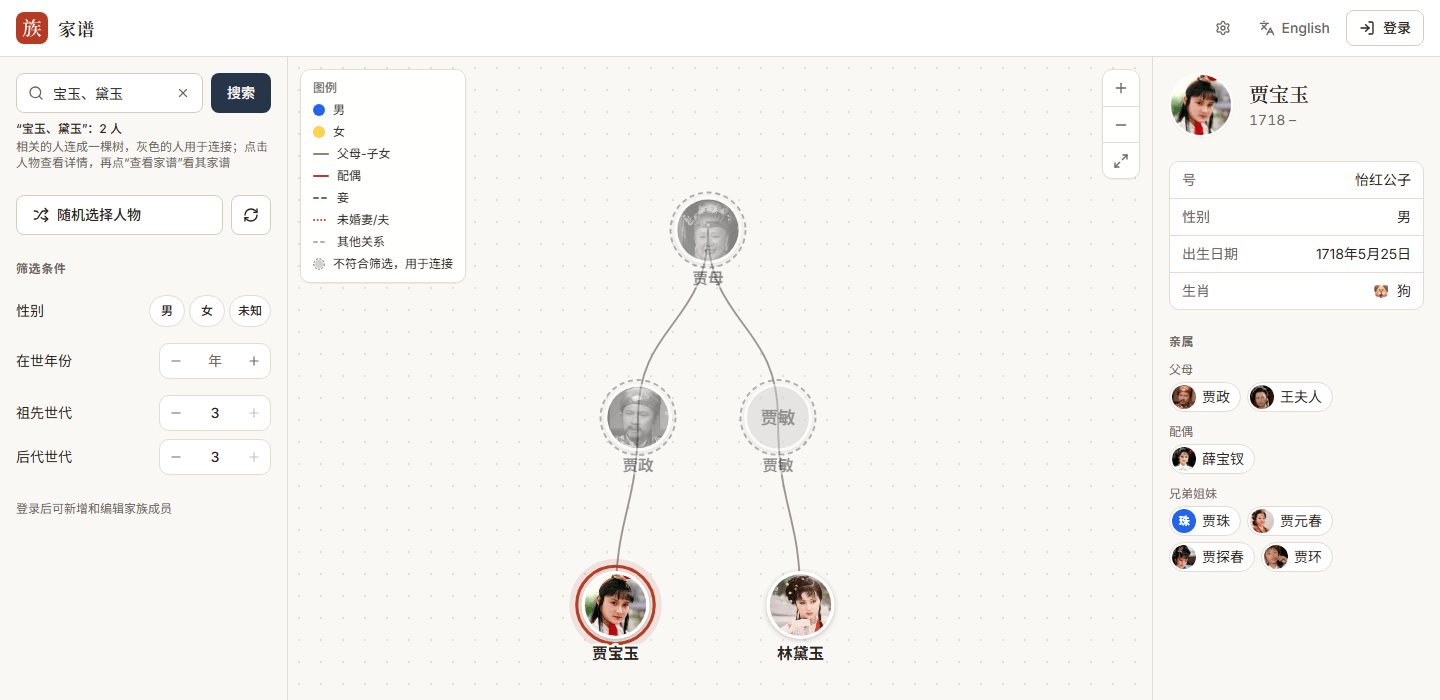 族 家谱
English
登录
宝玉、黛玉
搜索
“宝玉、黛玉”：2 人
相关的人连成一棵树，灰色的人用于连接；点击
人物查看详情，再点“查看家谱”看其家谱
随机选择人物
筛选条件
性别 男 女 未知
在世年份 − 年 +
祖先世代 − 3 +
后代世代 − 3 +
登录后可新增和编辑家族成员
图例
男
女
父母-子女
配偶
妾
未婚妻/夫
其他关系
不符合筛选，用于连接
+
−
贾母
贾敏
贾政 贾敏
贾宝玉 林黛玉
贾宝玉
1718 –
号 怡红公子
性别 男
出生日期 1718年5月25日
生肖 狗
亲属
父母
贾政 王夫人
配偶
薛宝钗
兄弟姐妹
珠 贾珠 贾元春
贾探春 贾环